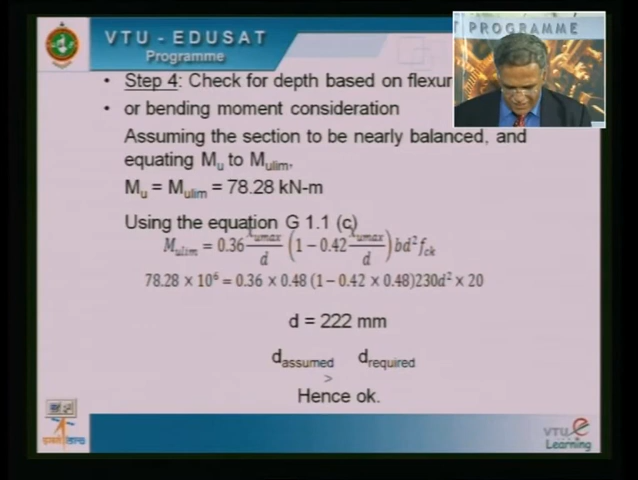 VTU - EDUSAT
Programme
PROGRAMME
• Step 4: Check for depth based on flexur
• or bending moment consideration
Assuming the section to be nearly balanced, and
equating Mu to Mulim,
Mu = Mulim = 78.28 kN-m
Using the equation G 1.1 (c)
Mulim = 0.36 xumax/d (1 − 0.42 xumax/d) bd² fck
78.28 × 10⁶ = 0.36 × 0.48 (1− 0.42 × 0.48)230d² × 20
d = 222 mm
dassumed drequired
>
Hence ok.
VTU e
Learning